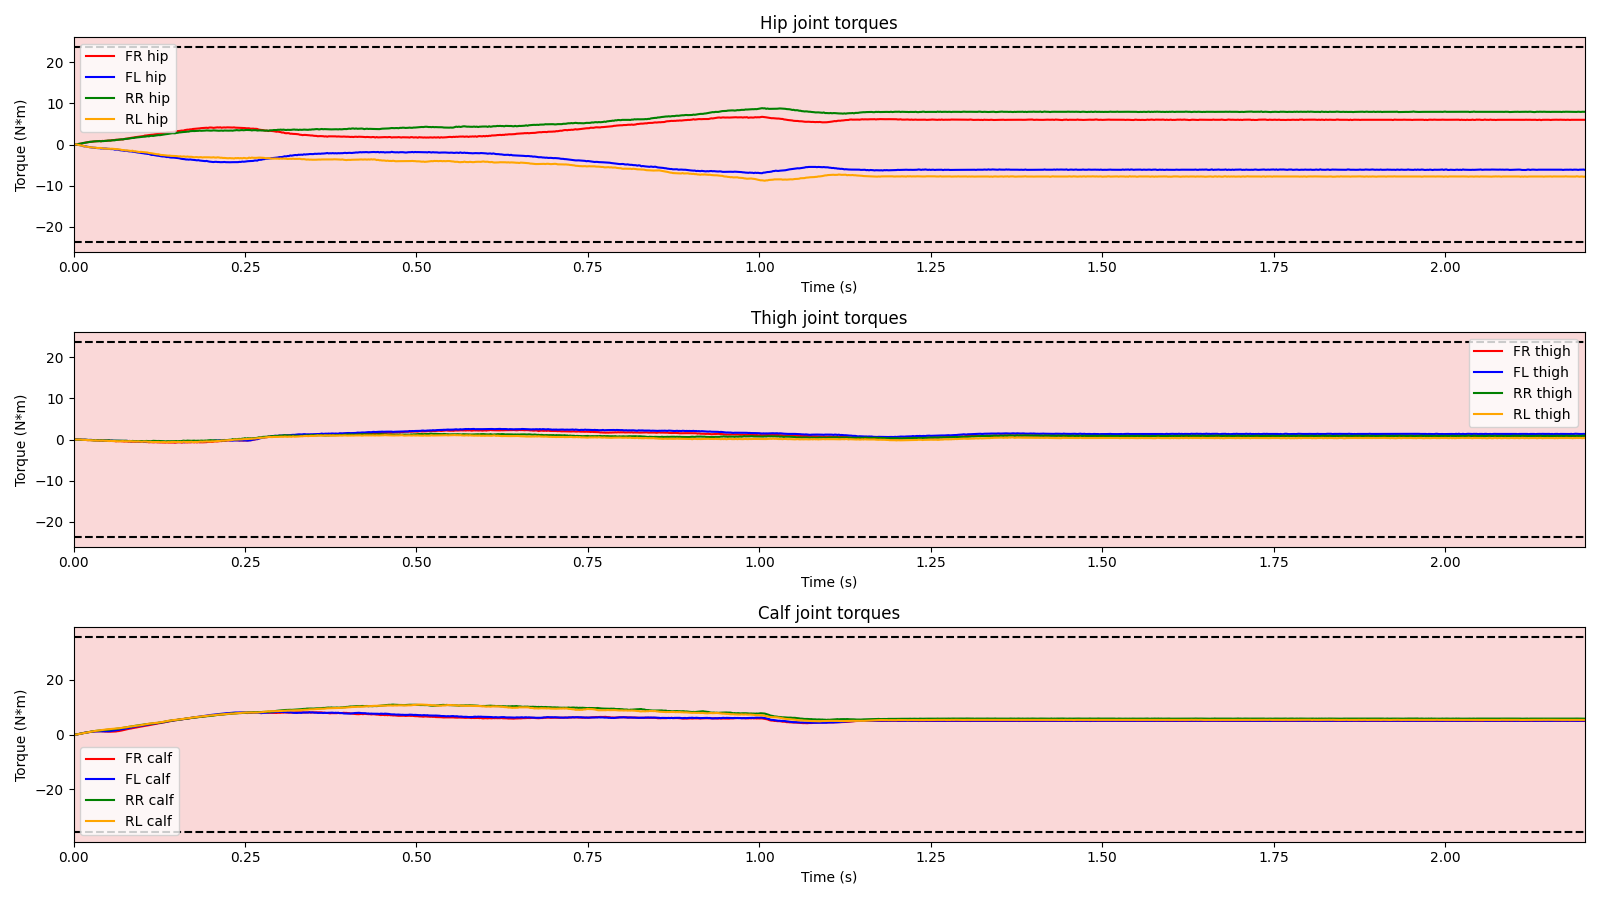 Hip joint torques
Torque (N*m)
20
10
0
−10
−20
FR hip
FL hip
RR hip
RL hip
0.00 0.25 0.50 0.75 1.00 1.25 1.50 1.75 2.00
Time (s)
Thigh joint torques
Torque (N*m)
20
10
0
−10
−20
FR thigh
FL thigh
RR thigh
RL thigh
0.00 0.25 0.50 0.75 1.00 1.25 1.50 1.75 2.00
Time (s)
Calf joint torques
Torque (N*m)
20
0
−20
FR calf
FL calf
RR calf
RL calf
0.00 0.25 0.50 0.75 1.00 1.25 1.50 1.75 2.00
Time (s)